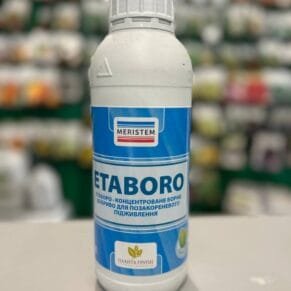 MERISTEM
ETABORO
ЕТАБОРО - КОНЦЕНТРОВАНЕ БОРНЕ
ДОБРИВО ДЛЯ ПОЗАКОРЕНЕВОГО
ПІДЖИВЛЕННЯ